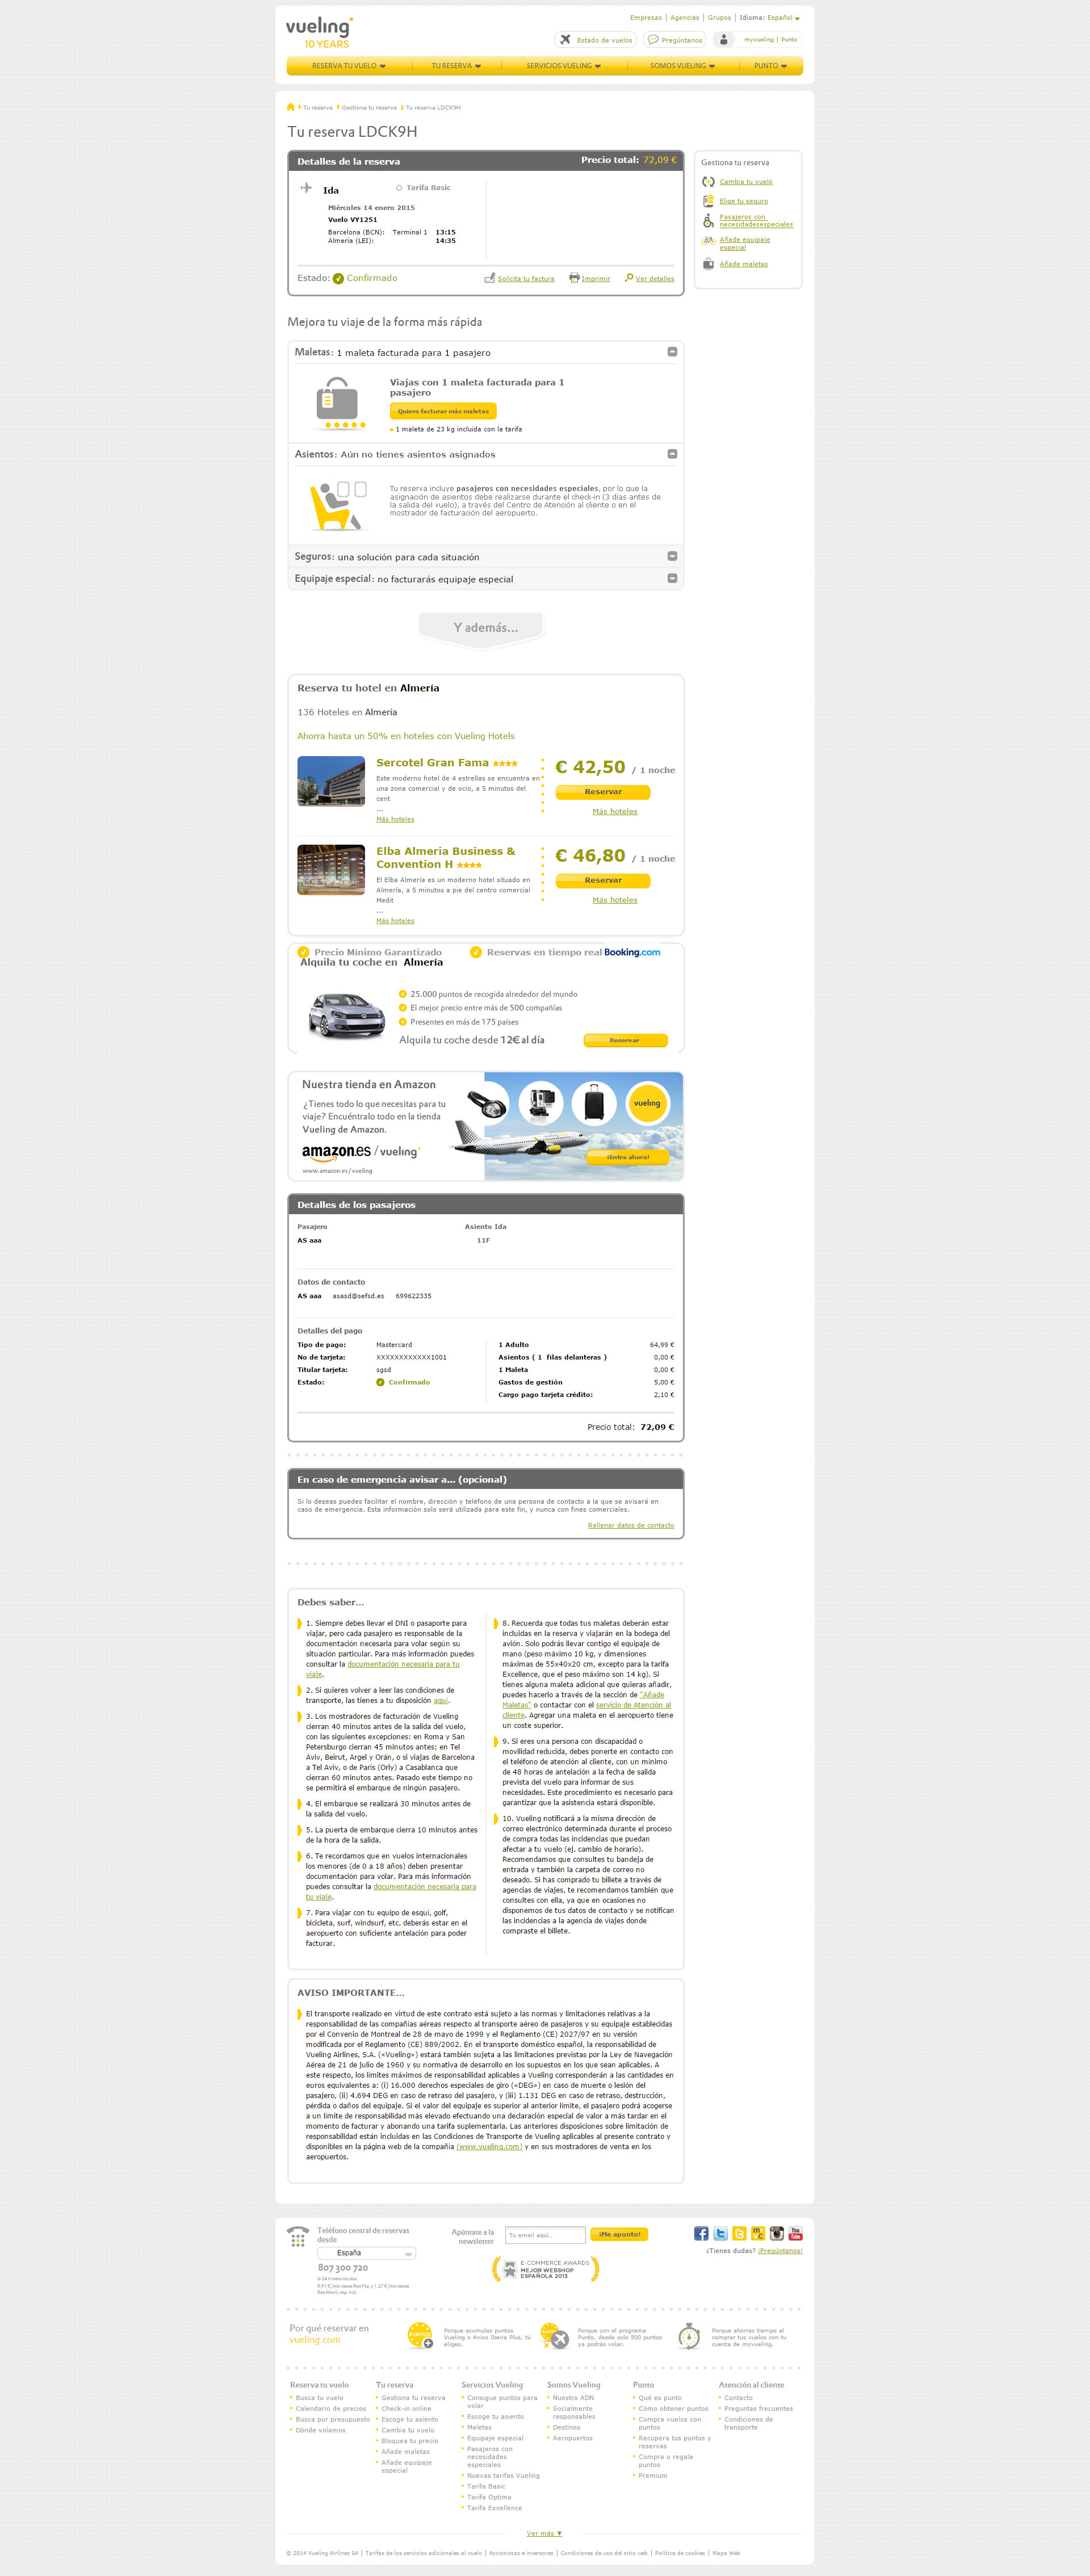 vueling
10 YEARS
Empresas | Agencias | Grupos | Idioma: Español
Estado de vuelos
Pregúntanos
myvueling | Punto
RESERVA TU VUELO
TU RESERVA
SERVICIOS VUELING
SOMOS VUELING
PUNTO
Tu reserva Gestiona tu reserva Tu reserva LDCK9H
Tu reserva LDCK9H
Detalles de la reserva
Precio total: 72,09 €
Ida
Tarifa Basic
Miércoles 14 enero 2015
Vuelo VY1251
Barcelona (BCN): Terminal 1 13:15
Almería (LEI): 14:35
Estado: Confirmado
Solicita tu factura
Imprimir
Ver detalles
Gestiona tu reserva
Cambia tu vuelo
Elige tu seguro
Pasajeros con
necesidadesespeciales
Añade equipaje
especial
Añade maletas
Mejora tu viaje de la forma más rápida
Maletas: 1 maleta facturada para 1 pasajero
Viajas con 1 maleta facturada para 1
pasajero
Quiero facturar más maletas
1 maleta de 23 kg incluida con la tarifa
Asientos: Aún no tienes asientos asignados
Tu reserva incluye pasajeros con necesidades especiales, por lo que la
asignación de asientos debe realizarse durante el check-in (3 días antes de
la salida del vuelo), a través del Centro de Atención al cliente o en el
mostrador de facturación del aeropuerto.
Seguros: una solución para cada situación
Equipaje especial: no facturarás equipaje especial
Y además...
Reserva tu hotel en Almería
136 Hoteles en Almería
Ahorra hasta un 50% en hoteles con Vueling Hotels
Sercotel Gran Fama
Este moderno hotel de 4 estrellas se encuentra en
una zona comercial y de ocio, a 5 minutos del
cent
...
Más hoteles
€ 42,50 / 1 noche
Reservar
Más hoteles
Elba Almeria Business &
Convention H
El Elba Almería es un moderno hotel situado en
Almería, a 5 minutos a pie del centro comercial
Medit
...
Más hoteles
€ 46,80 / 1 noche
Reservar
Más hoteles
Precio Mínimo Garantizado
Reservas en tiempo real Booking.com
Alquila tu coche en Almería
25.000 puntos de recogida alrededor del mundo
El mejor precio entre más de 500 compañías
Presentes en más de 175 países
Alquila tu coche desde 12€ al día
Reservar
Nuestra tienda en Amazon
¿Tienes todo lo que necesitas para tu
viaje? Encuéntralo todo en la tienda
Vueling de Amazon.
amazon.es / vueling
www.amazon.es/vueling
vueling
¡Entra ahora!
Detalles de los pasajeros
Pasajero Asiento Ida
AS aaa 11F
Datos de contacto
AS aaa asasd@sefsd.es 699622335
Detalles del pago
Tipo de pago: Mastercard
No de tarjeta: XXXXXXXXXXXX1001
Titular tarjeta: sgsd
Estado: Confirmado
1 Adulto 64,99 €
Asientos ( 1 filas delanteras ) 0,00 €
1 Maleta 0,00 €
Gastos de gestión 5,00 €
Cargo pago tarjeta crédito: 2,10 €
Precio total: 72,09 €
En caso de emergencia avisar a... (opcional)
Si lo deseas puedes facilitar el nombre, dirección y teléfono de una persona de contacto a la que se avisará en
caso de emergencia. Esta información solo será utilizada para este fin, y nunca con fines comerciales.
Rellenar datos de contacto
Debes saber...
1. Siempre debes llevar el DNI o pasaporte para
viajar, pero cada pasajero es responsable de la
documentación necesaria para volar según su
situación particular. Para más información puedes
consultar la documentación necesaria para tu
viaje.
2. Si quieres volver a leer las condiciones de
transporte, las tienes a tu disposición aquí.
3. Los mostradores de facturación de Vueling
cierran 40 minutos antes de la salida del vuelo,
con las siguientes excepciones: en Roma y San
Petersburgo cierran 45 minutos antes; en Tel
Aviv, Beirut, Argel y Orán, o si viajas de Barcelona
a Tel Aviv, o de París (Orly) a Casablanca que
cierran 60 minutos antes. Pasado este tiempo no
se permitirá el embarque de ningún pasajero.
4. El embarque se realizará 30 minutos antes de
la salida del vuelo.
5. La puerta de embarque cierra 10 minutos antes
de la hora de la salida.
6. Te recordamos que en vuelos internacionales
los menores (de 0 a 18 años) deben presentar
documentación para volar. Para más información
puedes consultar la documentación necesaria para
tu viaje.
7. Para viajar con tu equipo de esquí, golf,
bicicleta, surf, windsurf, etc. deberás estar en el
aeropuerto con suficiente antelación para poder
facturar.
8. Recuerda que todas tus maletas deberán estar
incluidas en la reserva y viajarán en la bodega del
avión. Solo podrás llevar contigo el equipaje de
mano (peso máximo 10 kg, y dimensiones
máximas de 55x40x20 cm, excepto para la tarifa
Excellence, que el peso máximo son 14 kg). Si
tienes alguna maleta adicional que quieras añadir,
puedes hacerlo a través de la sección de "Añade
Maletas" o contactar con el servicio de Atención al
cliente. Agregar una maleta en el aeropuerto tiene
un coste superior.
9. Si eres una persona con discapacidad o
movilidad reducida, debes ponerte en contacto con
el teléfono de atención al cliente, con un mínimo
de 48 horas de antelación a la fecha de salida
prevista del vuelo para informar de sus
necesidades. Este procedimiento es necesario para
garantizar que la asistencia estará disponible.
10. Vueling notificará a la misma dirección de
correo electrónico determinada durante el proceso
de compra todas las incidencias que puedan
afectar a tu vuelo (ej. cambio de horario).
Recomendamos que consultes tu bandeja de
entrada y también la carpeta de correo no
deseado. Si has comprado tu billete a través de
agencias de viajes, te recomendamos también que
consultes con ella, ya que en ocasiones no
disponemos de tus datos de contacto y se notifican
las incidencias a la agencia de viajes donde
compraste el billete.
AVISO IMPORTANTE...
El transporte realizado en virtud de este contrato está sujeto a las normas y limitaciones relativas a la
responsabilidad de las compañías aéreas respecto al transporte aéreo de pasajeros y su equipaje establecidas
por el Convenio de Montreal de 28 de mayo de 1999 y el Reglamento (CE) 2027/97 en su versión
modificada por el Reglamento (CE) 889/2002. En el transporte doméstico español, la responsabilidad de
Vueling Airlines, S.A. («Vueling») estará también sujeta a las limitaciones previstas por la Ley de Navegación
Aérea de 21 de julio de 1960 y su normativa de desarrollo en los supuestos en los que sean aplicables. A
este respecto, los límites máximos de responsabilidad aplicables a Vueling corresponderán a las cantidades en
euros equivalentes a: (i) 16.000 derechos especiales de giro («DEG») en caso de muerte o lesión del
pasajero, (ii) 4.694 DEG en caso de retraso del pasajero, y (iii) 1.131 DEG en caso de retraso, destrucción,
pérdida o daños del equipaje. Si el valor del equipaje es superior al anterior límite, el pasajero podrá acogerse
a un límite de responsabilidad más elevado efectuando una declaración especial de valor a más tardar en el
momento de facturar y abonando una tarifa suplementaria. Las anteriores disposiciones sobre limitación de
responsabilidad están incluidas en las Condiciones de Transporte de Vueling aplicables al presente contrato y
disponibles en la página web de la compañía (www.vueling.com) y en sus mostradores de venta en los
aeropuertos.
Teléfono central de reservas
desde
España
807 300 720
Apúntate a la
newsletter
Tu email aquí...
¡Me apunto!
E-COMMERCE AWARDS
MEJOR WEBSHOP
ESPAÑOLA 2013
You Tube
¿Tienes dudas? ¡Pregúntanos!
Por qué reservar en
vueling.com
PUNTOS
Porque acumulas puntos
Vueling o Avios Iberia Plus, tú
eliges.
Porque con el programa
Punto, desde solo 500 puntos
ya podrás volar.
Porque ahorras tiempo al
comprar tus vuelos con tu
cuenta de myvueling.
Reserva tu vuelo
Busca tu vuelo
Calendario de precios
Busca por presupuesto
Dónde volamos
Tu reserva
Gestiona tu reserva
Check-in online
Escoge tu asiento
Cambia tu vuelo
Bloquea tu precio
Añade maletas
Añade equipaje
especial
Servicios Vueling
Consigue puntos para
volar
Escoge tu asiento
Maletas
Equipaje especial
Pasajeros con
necesidades
especiales
Nuevas tarifas Vueling
Tarifa Basic
Tarifa Optima
Tarifa Excellence
Somos Vueling
Nuestro ADN
Socialmente
responsables
Destinos
Aeropuertos
Punto
Qué es punto
Cómo obtener puntos
Compra vuelos con
puntos
Recupera tus puntos y
reservas
Compra o regala
puntos
Premium
Atención al cliente
Contacto
Preguntas frecuentes
Condiciones de
transporte
Ver más ▼
© 2014 Vueling Airlines SA | Tarifas de los servicios adicionales al vuelo | Accionistas e inversores | Condiciones de uso del sitio web | Política de cookies | Mapa Web